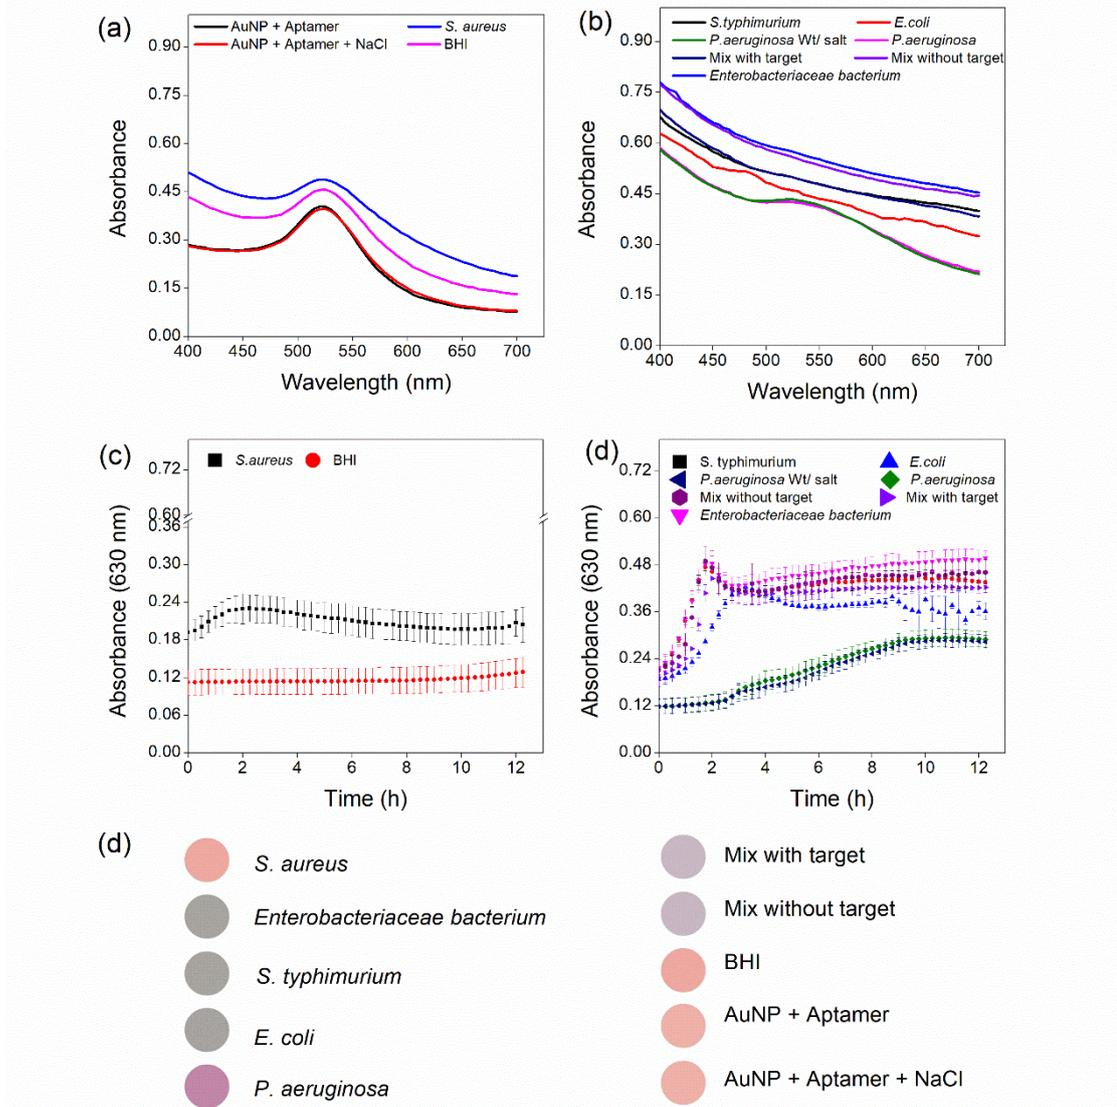 (a)
AuNP + Aptamer
S. aureus
AuNP + Aptamer + NaCl
BHI
0.90
0.75
0.60
0.45
0.30
0.15
0.00
400 450 500 550 600 650 700
Absorbance
Wavelength (nm)
(b)
S.typhimurium
E.coli
P.aeruginosa Wt/ salt
P.aeruginosa
Mix with target
Mix without target
Enterobacteriaceae bacterium
0.90
0.75
0.60
0.45
0.30
0.15
0.00
400 450 500 550 600 650 700
Absorbance
Wavelength (nm)
(c)
S.aureus
BHI
0.72
0.60
0.36
0.30
0.24
0.18
0.12
0.06
0.00
0 2 4 6 8 10 12
Absorbance (630 nm)
Time (h)
(d)
S. typhimurium
E.coli
P.aeruginosa Wt/ salt
P.aeruginosa
Mix without target
Mix with target
Enterobacteriaceae bacterium
0.72
0.60
0.48
0.36
0.24
0.12
0.00
0 2 4 6 8 10 12
Absorbance (630 nm)
Time (h)
(d)
S. aureus
Enterobacteriaceae bacterium
S. typhimurium
E. coli
P. aeruginosa
Mix with target
Mix without target
BHI
AuNP + Aptamer
AuNP + Aptamer + NaCl